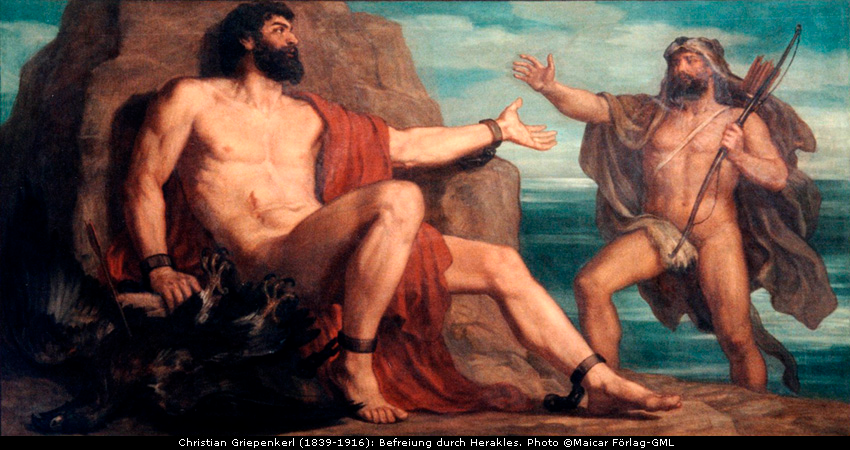 Christian Griepenkerl (1839-1916): Befreiung durch Herakles. Photo ©Maicar Förlag-GML